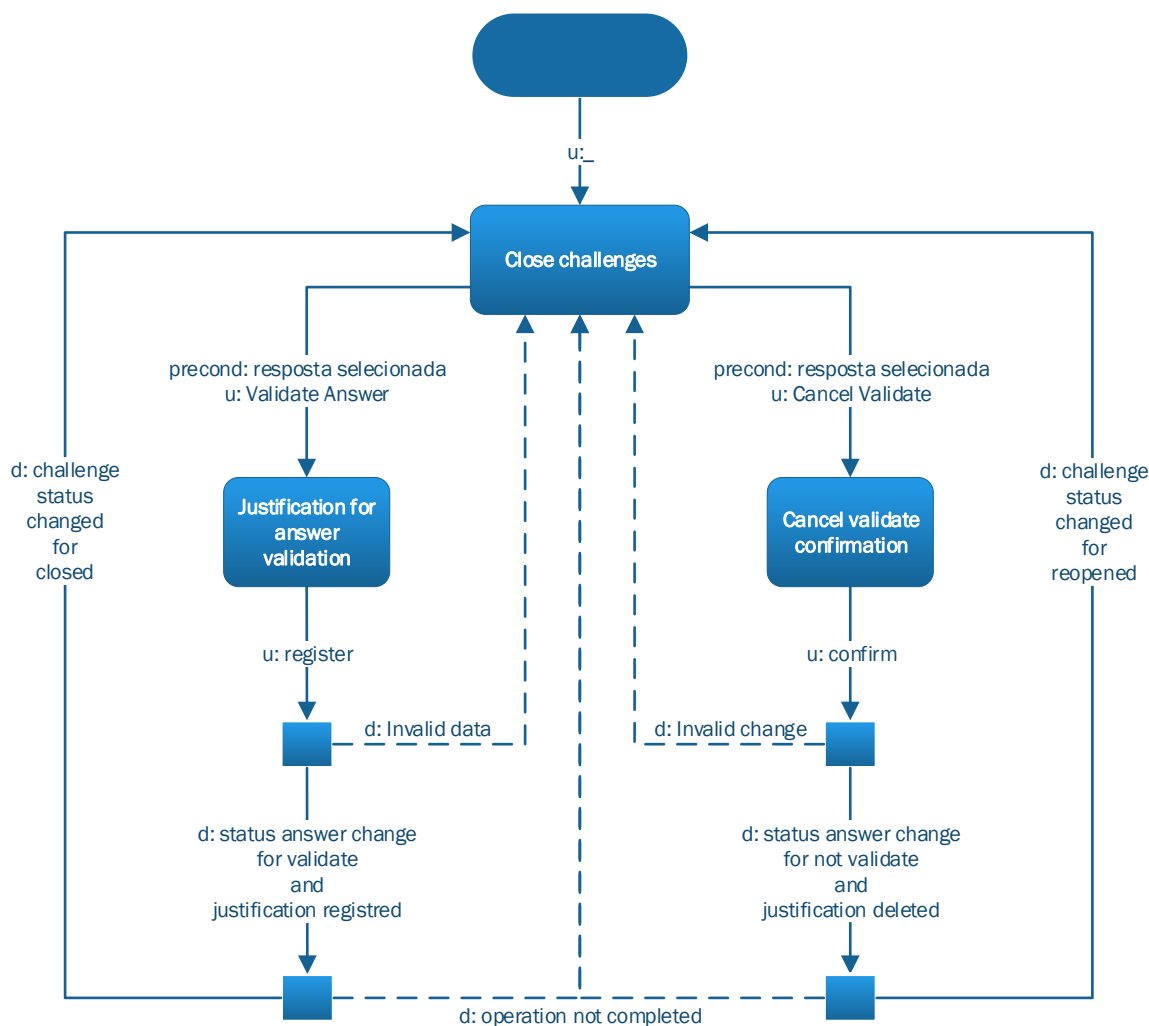 u:_
Close challenges
precond: resposta selecionada
u: Validate Answer
precond: resposta selecionada
u: Cancel Validate
d: challenge
status
changed
for
closed
Justification for
answer
validation
Cancel validate
confirmation
d: challenge
status
changed
for
reopened
u: register
u: confirm
d: Invalid data
d: Invalid change
d: status answer change
for validate
and
justification registred
d: status answer change
for not validate
and
justification deleted
d: operation not completed